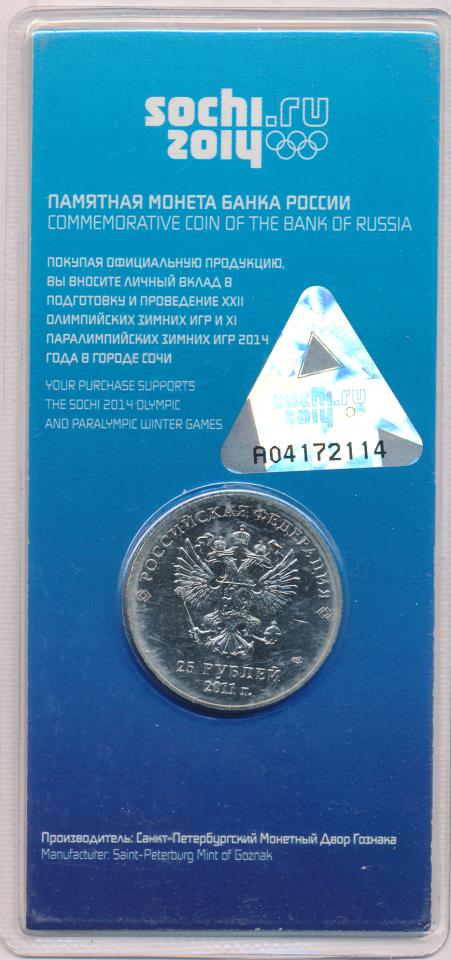 sochi.ru
2014
ПАМЯТНАЯ МОНЕТА БАНКА РОССИИ
COMMEMORATIVE COIN OF THE BANK OF RUSSIA
ПОКУПАЯ ОФИЦИАЛЬНУЮ ПРОДУКЦИЮ,
ВЫ ВНОСИТЕ ЛИЧНЫЙ ВКЛАД В
ПОДГОТОВКУ И ПРОВЕДЕНИЕ XXII
ОЛИМПИЙСКИХ ЗИМНИХ ИГР И XI
ПАРАЛИМПИЙСКИХ ЗИМНИХ ИГР 2014
ГОДА В ГОРОДЕ СОЧИ
YOUR PURCHASE SUPPORTS
THE SOCHI 2014 OLYMPIC
AND PARALYMPIC WINTER GAMES
sochi.ru
2014
A04172114
РОССИЙСКАЯ ФЕДЕРАЦИЯ
25 РУБЛЕЙ
2011 г.
Производитель: Санкт-Петербургский Монетный Двор Гознака
Manufacturer: Saint-Peterburg Mint of Goznak